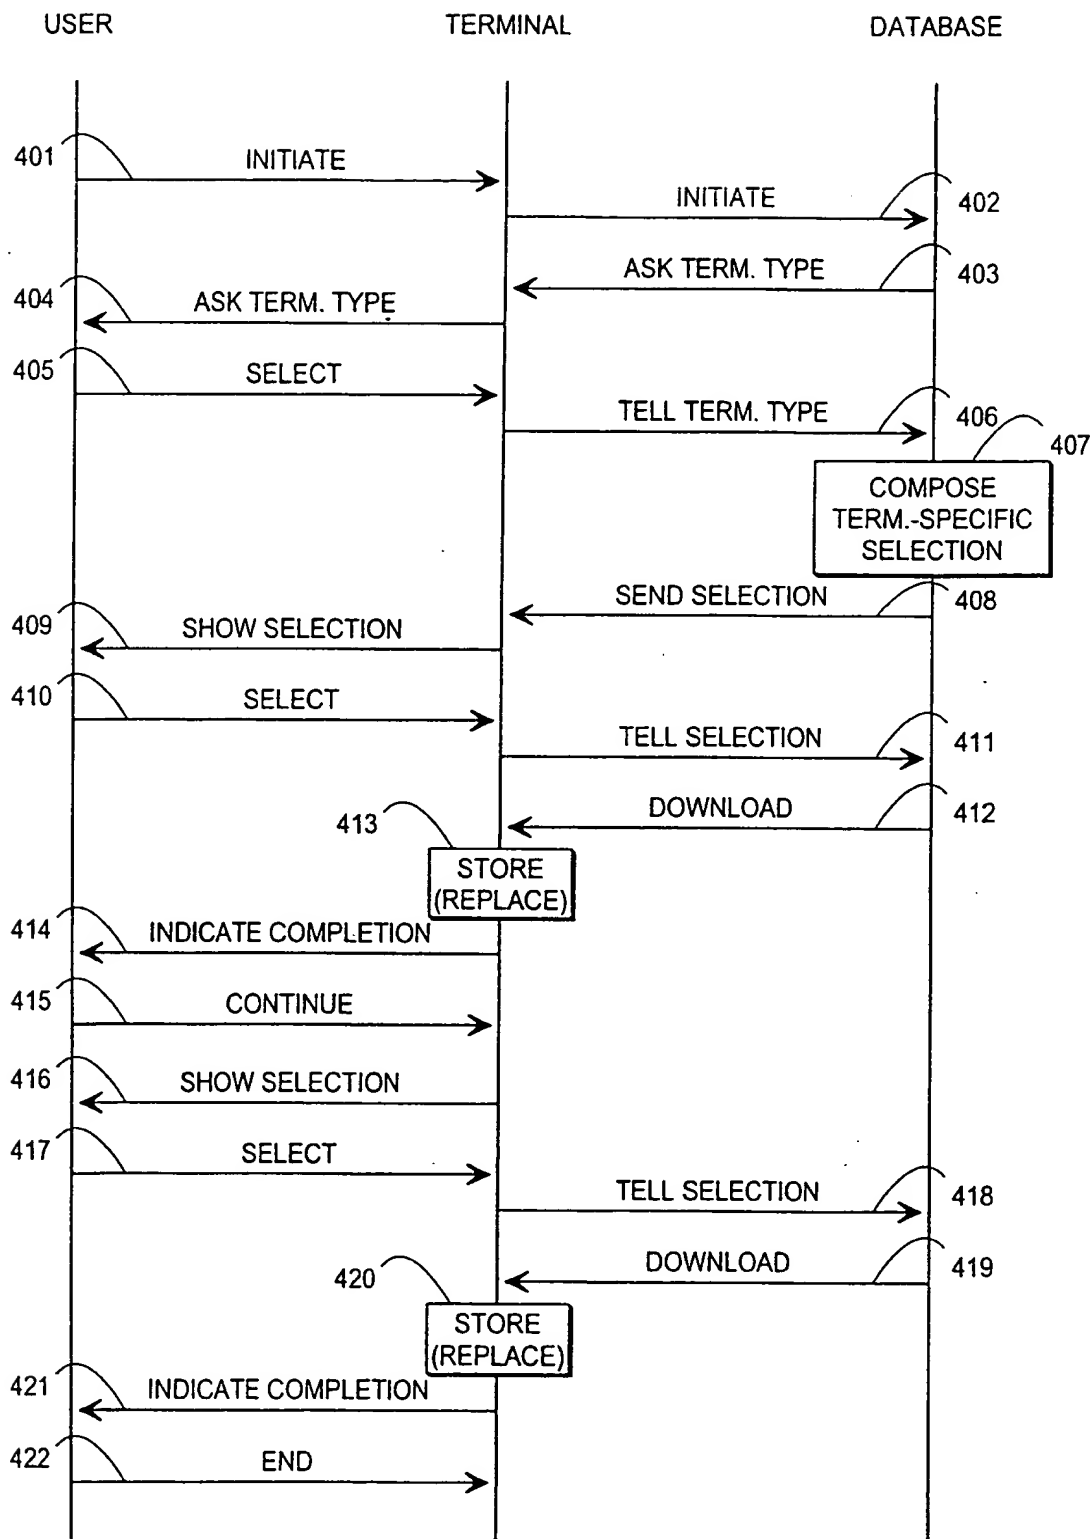 USER
TERMINAL
DATABASE
401
INITIATE
INITIATE
402
ASK TERM. TYPE
403
404
ASK TERM. TYPE
405
SELECT
TELL TERM. TYPE
406
407
COMPOSE
TERM.-SPECIFIC
SELECTION
SEND SELECTION
408
409
SHOW SELECTION
410
SELECT
TELL SELECTION
411
DOWNLOAD
412
413
STORE
(REPLACE)
414
INDICATE COMPLETION
415
CONTINUE
416
SHOW SELECTION
417
SELECT
TELL SELECTION
418
DOWNLOAD
419
420
STORE
(REPLACE)
421
INDICATE COMPLETION
422
END